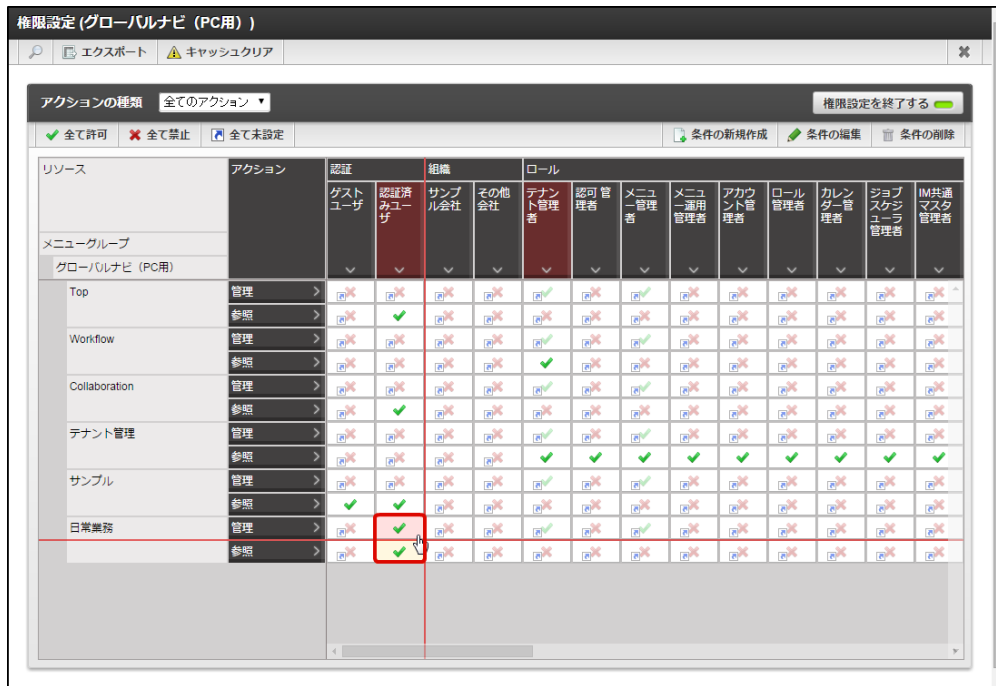 権限設定 (グローバルナビ（PC用）)
エクスポート キャッシュクリア
アクションの種類 全てのアクション 権限設定を終了する
全て許可 全て禁止 全て未設定 条件の新規作成 条件の編集 条件の削除
リソース アクション 認証 組織 ロール
ゲストユーザ 認証済みユーザ サンプル会社 その他会社 テナント管理者 認可 管理者 メニュー管理者 メニュー運用管理者 アカウント管理者 ロール管理者 カレンダー管理者 ジョブスケジューラ管理者 IM共通マスタ管理者
メニューグループ
グローバルナビ（PC用）
Top 管理
参照
Workflow 管理
参照
Collaboration 管理
参照
テナント管理 管理
参照
サンプル 管理
参照
日常業務 管理
参照